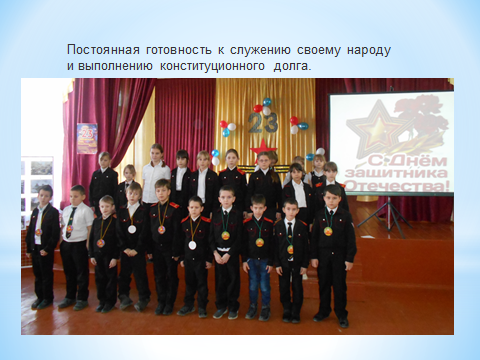 Постоянная готовность к служению своему народу
и выполнению конституционного долга.
23
С Днём
защитника
Отечества!